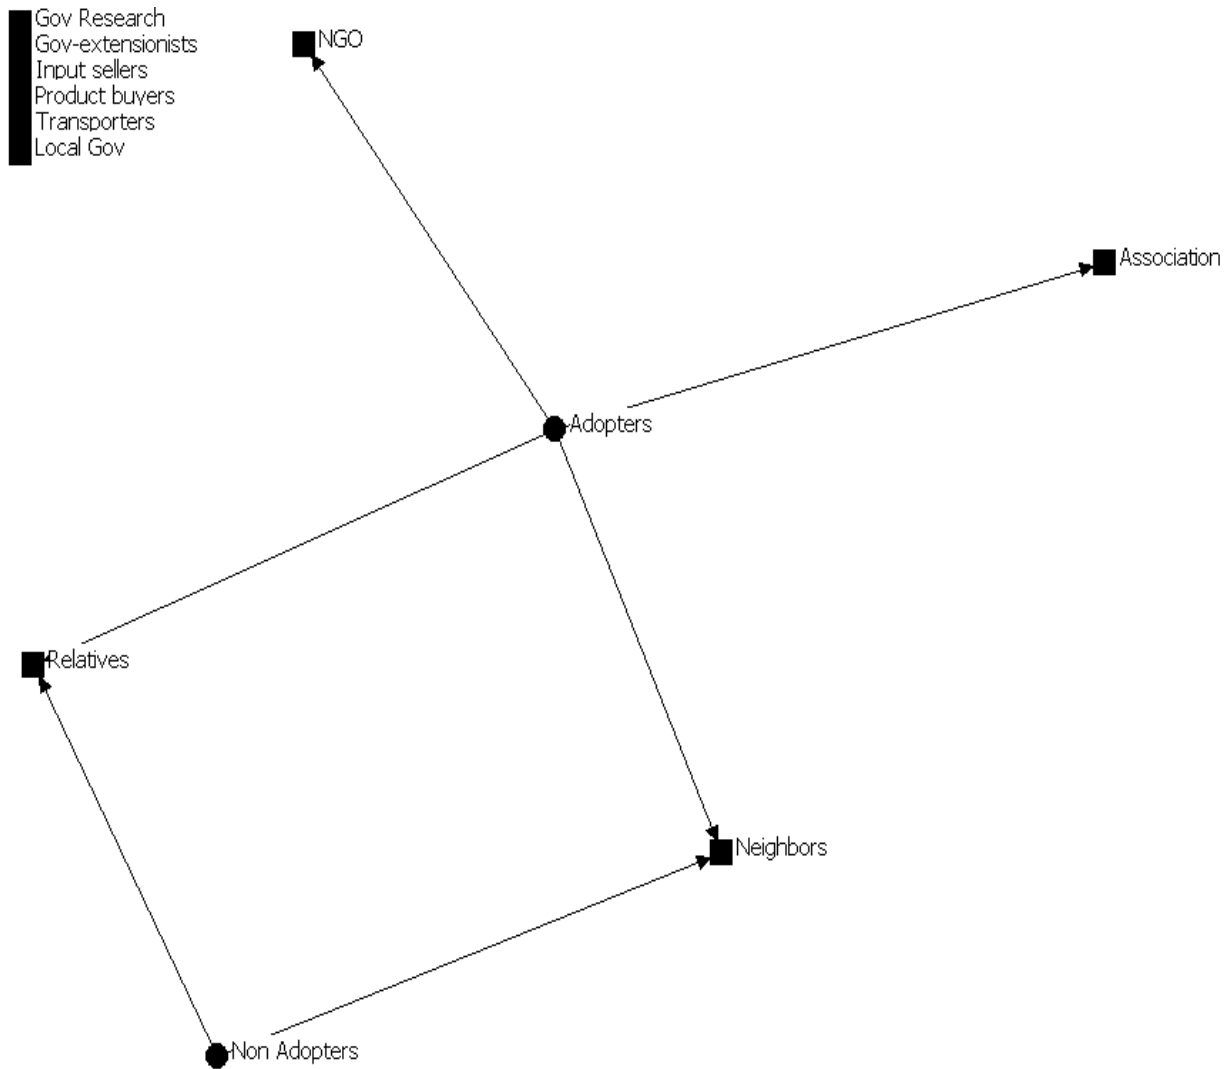 Gov Research
Gov-extensionists
Input sellers
Product buyers
Transporters
Local Gov
NGO
Association
Adopters
Relatives
Neighbors
Non Adopters